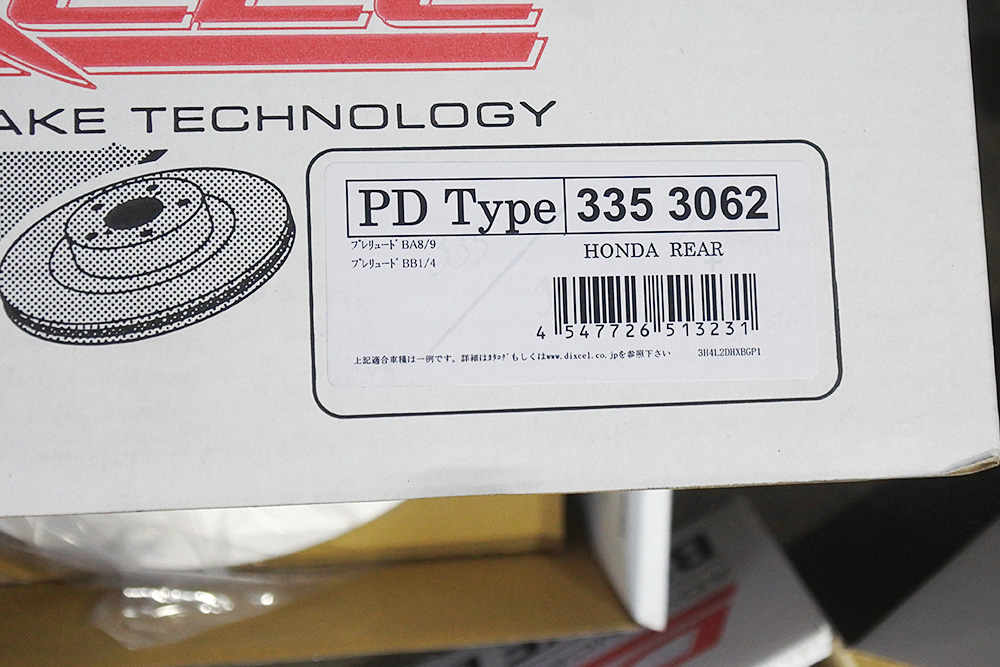 AKE TECHNOLOGY
PD Type 335 3062
ﾌﾟﾚﾘｭｰﾄﾞ BA8/9
HONDA REAR
ﾌﾟﾚﾘｭｰﾄﾞ BB1/4
4 547726 513231
上記適合車種は一例です。詳細はｶﾀﾛｸﾞもしくはwww.dixcel.co.jpを参照下さい 3H4L2DHXBGP1